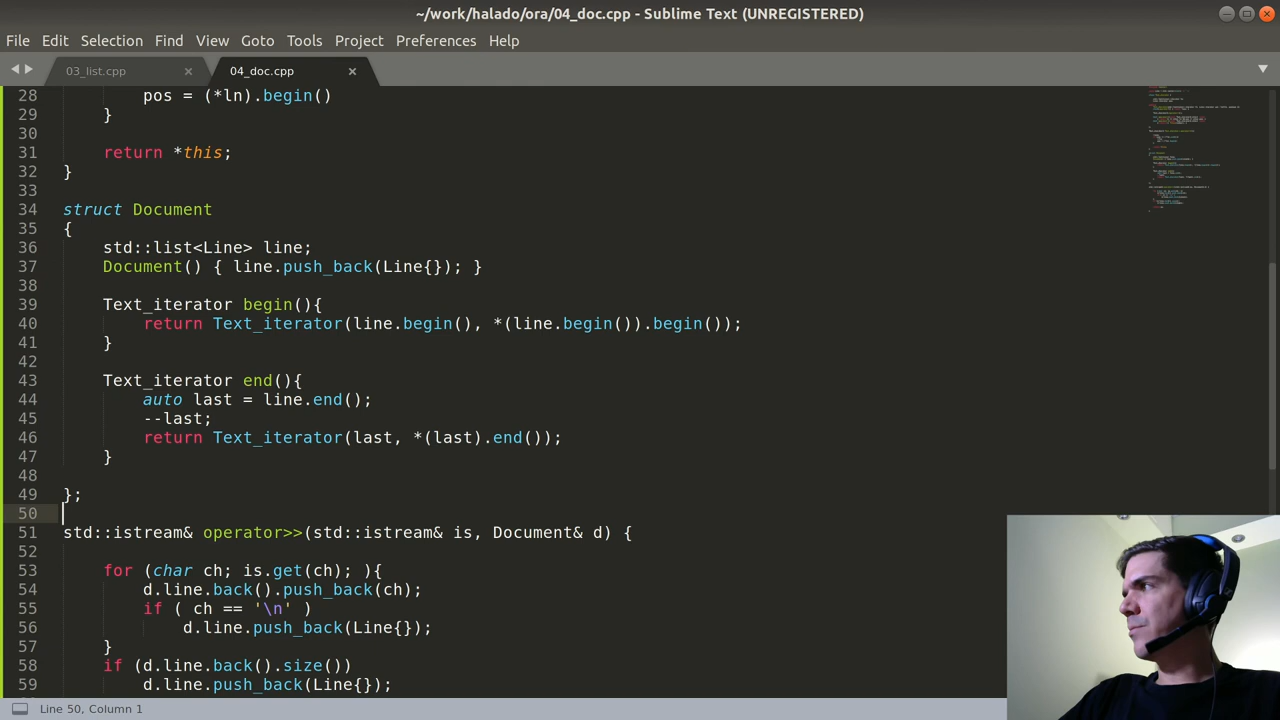 ~/work/halado/ora/04_doc.cpp - Sublime Text (UNREGISTERED)
File Edit Selection Find View Goto Tools Project Preferences Help
03_list.cpp × 04_doc.cpp ×
28 pos = (*ln).begin()
29 }
30
31 return *this;
32 }
33
34 struct Document
35 {
36 std::list<Line> line;
37 Document() { line.push_back(Line{}); }
38
39 Text_iterator begin(){
40 return Text_iterator(line.begin(), *(line.begin()).begin());
41 }
42
43 Text_iterator end(){
44 auto last = line.end();
45 --last;
46 return Text_iterator(last, *(last).end());
47 }
48
49 };
50
51 std::istream& operator>>(std::istream& is, Document& d) {
52
53 for (char ch; is.get(ch); ){
54 d.line.back().push_back(ch);
55 if ( ch == '\n' )
56 d.line.push_back(Line{});
57 }
58 if (d.line.back().size())
59 d.line.push_back(Line{});
Line 50, Column 1